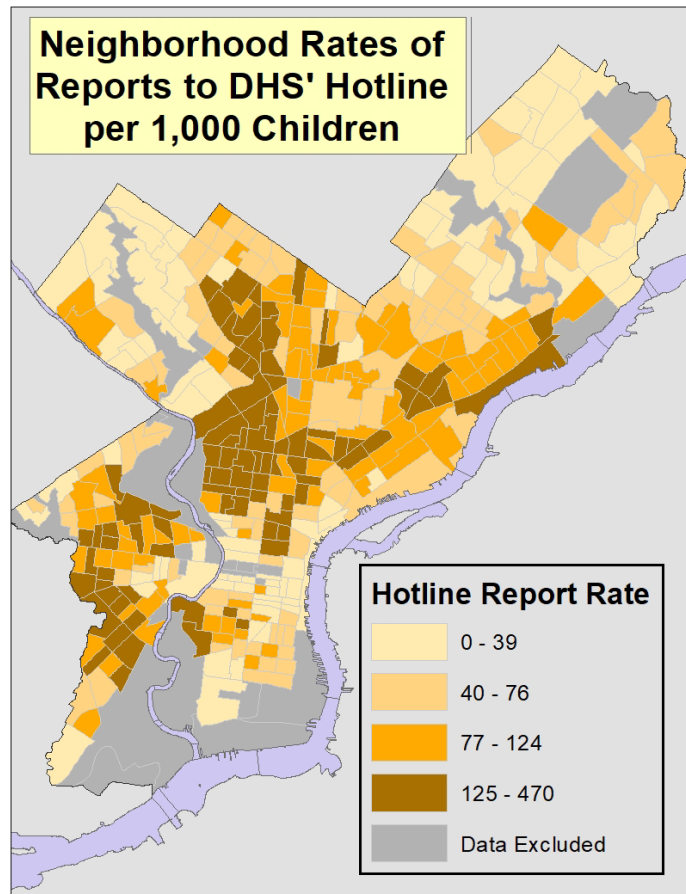 Neighborhood Rates of
Reports to DHS' Hotline
per 1,000 Children
Hotline Report Rate
0 - 39
40 - 76
77 - 124
125 - 470
Data Excluded